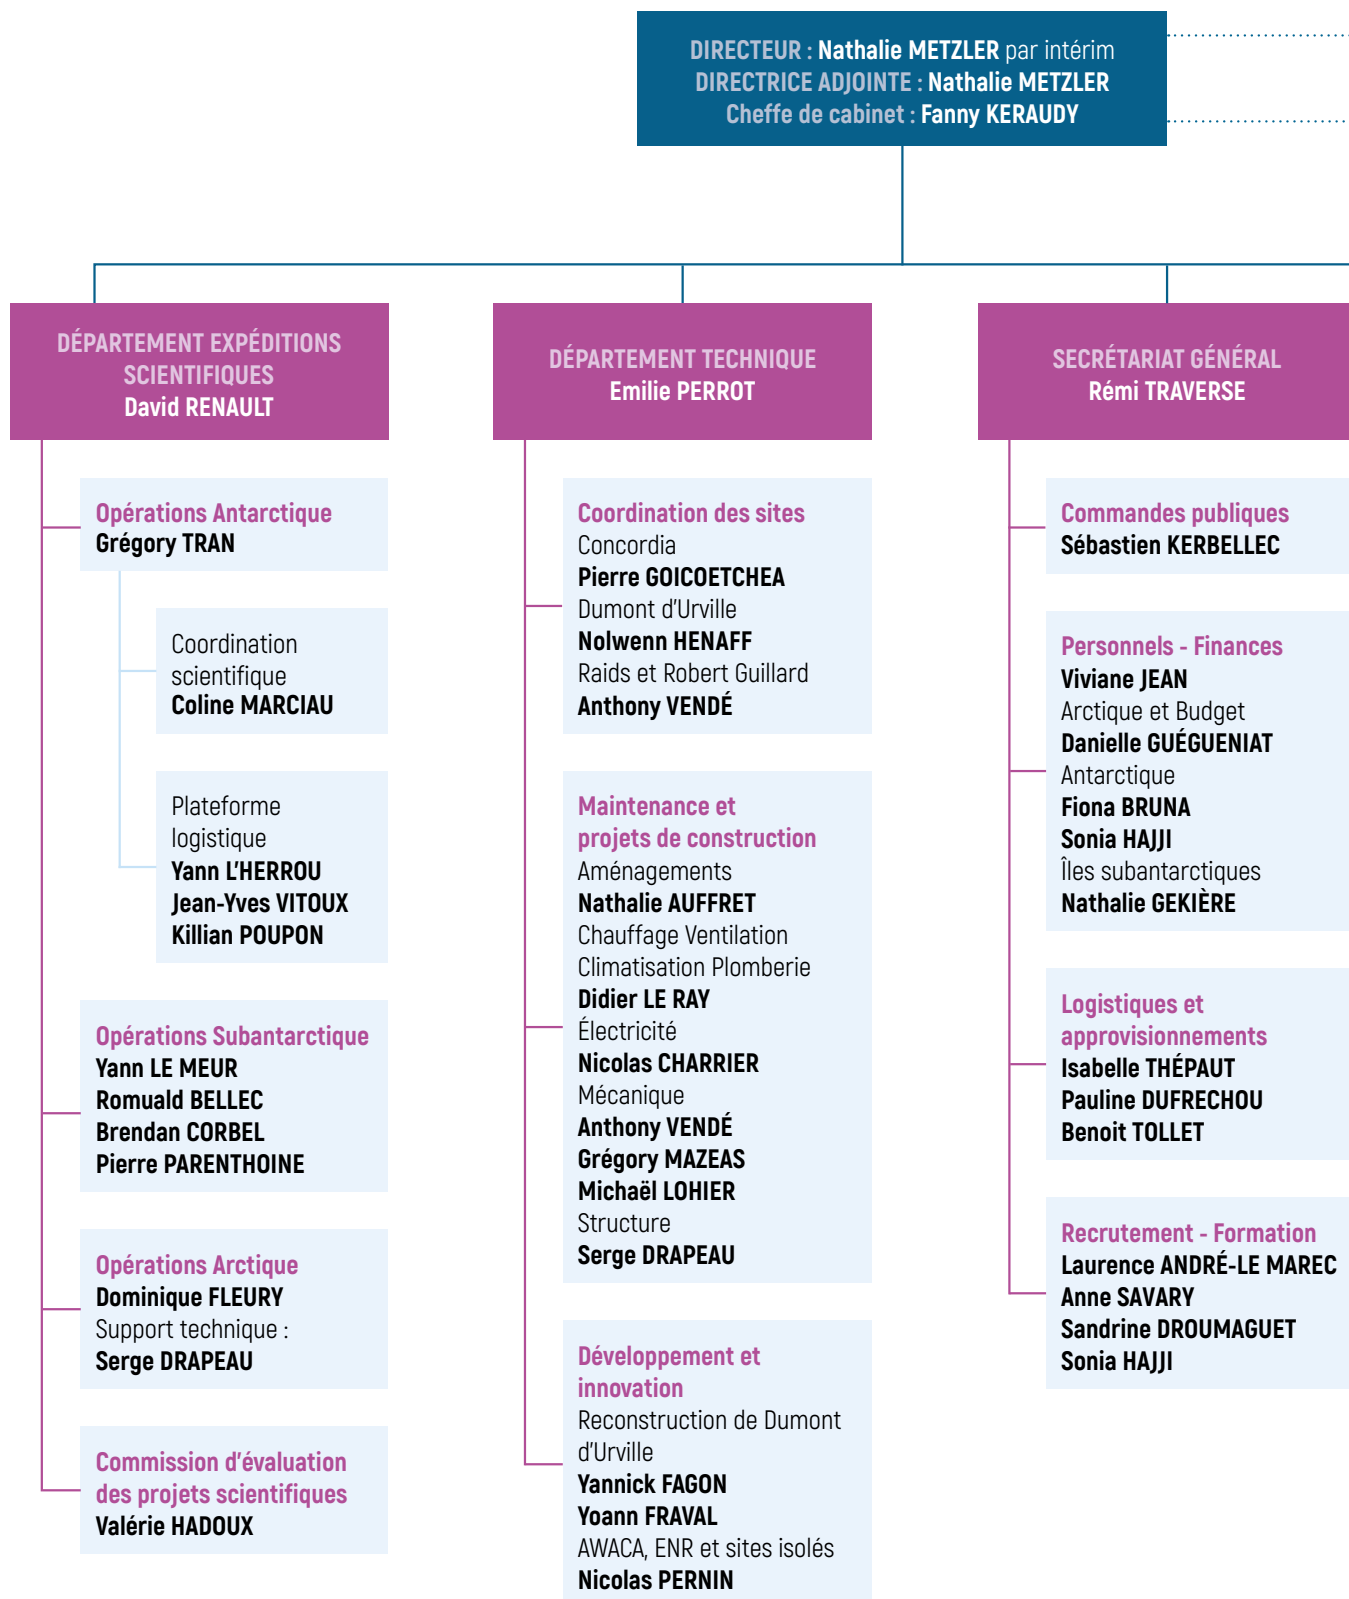 DIRECTEUR : Nathalie METZLER par intérim
DIRECTRICE ADJOINTE : Nathalie METZLER
Cheffe de cabinet : Fanny KERAUDY
DÉPARTEMENT EXPÉDITIONS
SCIENTIFIQUES
David RENAULT
Opérations Antarctique
Grégory TRAN
Coordination
scientifique
Coline MARCIAU
Plateforme
logistique
Yann L'HERROU
Jean-Yves VITOUX
Killian POUPON
Opérations Subantarctique
Yann LE MEUR
Romuald BELLEC
Brendan CORBEL
Pierre PARENTHOINE
Opérations Arctique
Dominique FLEURY
Support technique :
Serge DRAPEAU
Commission d'évaluation
des projets scientifiques
Valérie HADOUX
DÉPARTEMENT TECHNIQUE
Emilie PERROT
Coordination des sites
Concordia
Pierre GOICOETCHEA
Dumont d'Urville
Nolwenn HENAFF
Raids et Robert Guillard
Anthony VENDÉ
Maintenance et
projets de construction
Aménagements
Nathalie AUFFRET
Chauffage Ventilation
Climatisation Plomberie
Didier LE RAY
Électricité
Nicolas CHARRIER
Mécanique
Anthony VENDÉ
Grégory MAZEAS
Michaël LOHIER
Structure
Serge DRAPEAU
Développement et
innovation
Reconstruction de Dumont
d'Urville
Yannick FAGON
Yoann FRAVAL
AWACA, ENR et sites isolés
Nicolas PERNIN
SECRÉTARIAT GÉNÉRAL
Rémi TRAVERSE
Commandes publiques
Sébastien KERBELLEC
Personnels - Finances
Viviane JEAN
Arctique et Budget
Danielle GUÉGUENIAT
Antarctique
Fiona BRUNA
Sonia HAJJI
Îles subantarctiques
Nathalie GEKIÈRE
Logistiques et
approvisionnements
Isabelle THÉPAUT
Pauline DUFRECHOU
Benoit TOLLET
Recrutement - Formation
Laurence ANDRÉ-LE MAREC
Anne SAVARY
Sandrine DROUMAGUET
Sonia HAJJI